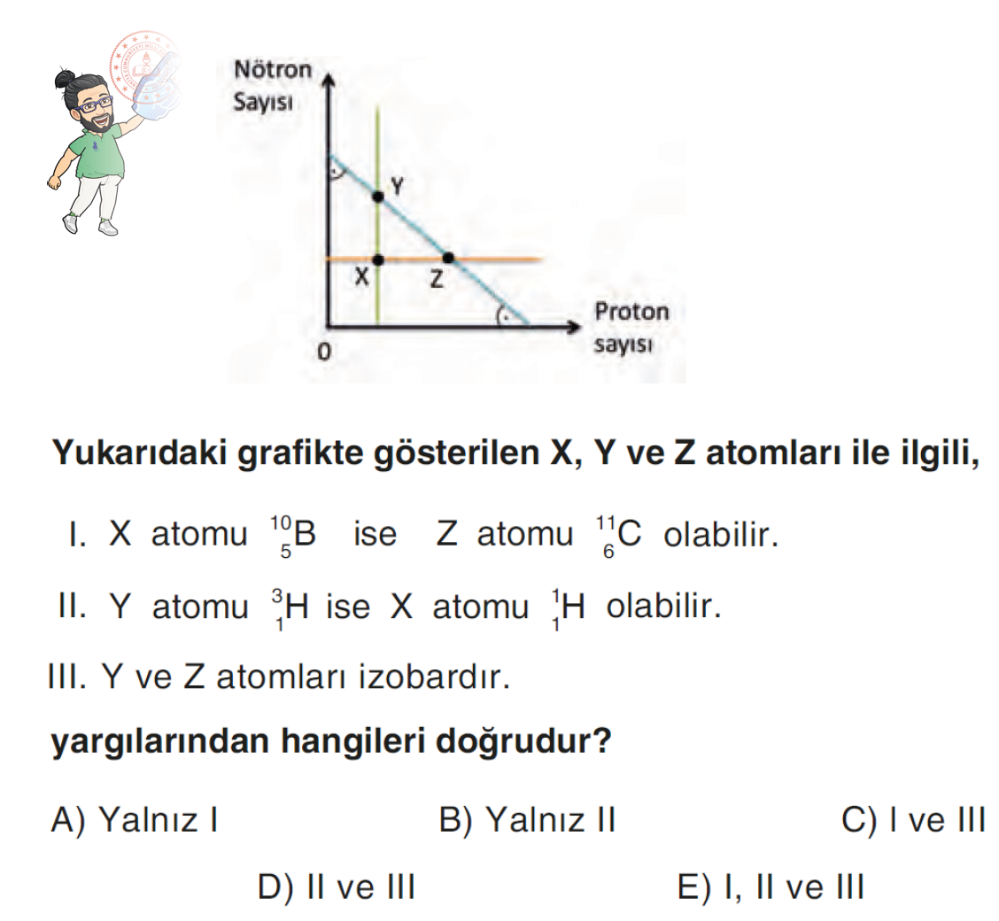 Nötron
Sayısı
Y
X
Z
Proton
sayısı
0
Yukarıdaki grafikte gösterilen X, Y ve Z atomları ile ilgili,
I. X atomu ¹⁰₅B ise Z atomu ¹¹₆C olabilir.
II. Y atomu ³₁H ise X atomu ¹₁H olabilir.
III. Y ve Z atomları izobardır.
yargılarından hangileri doğrudur?
A) Yalnız I B) Yalnız II C) I ve III
D) II ve III E) I, II ve III